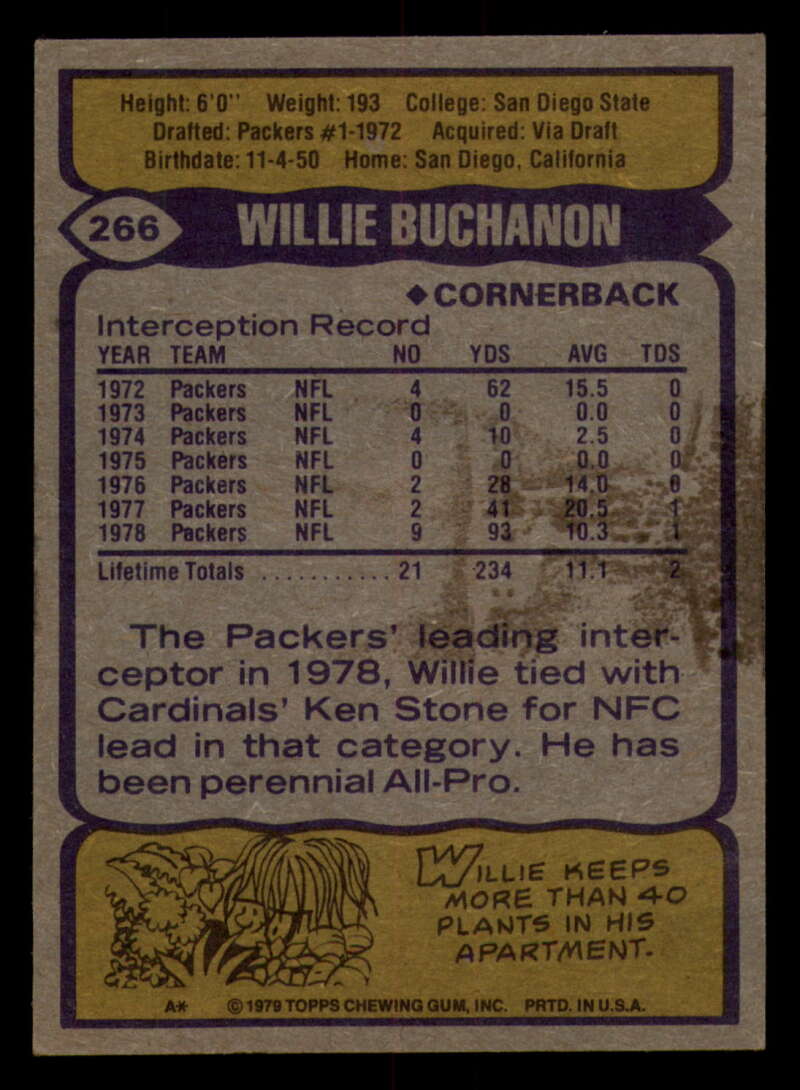 Height: 6'0" Weight: 193 College: San Diego State
Drafted: Packers #1-1972 Acquired: Via Draft
Birthdate: 11-4-50 Home: San Diego, California
266 WILLIE BUCHANON
◆CORNERBACK
Interception Record
YEAR TEAM NO YDS AVG TDS
1972 Packers NFL 4 62 15.5 0
1973 Packers NFL 0 0 0.0 0
1974 Packers NFL 4 10 2.5 0
1975 Packers NFL 0 0 0.0 0
1976 Packers NFL 2 28 14.0 0
1977 Packers NFL 2 41 20.5 1
1978 Packers NFL 9 93 10.3 1
Lifetime Totals ........... 21 234 11.1 2
The Packers' leading inter-
ceptor in 1978, Willie tied with
Cardinals' Ken Stone for NFC
lead in that category. He has
been perennial All-Pro.
WILLIE KEEPS
MORE THAN 40
PLANTS IN HIS
APARTMENT.
A* © 1979 TOPPS CHEWING GUM, INC. PRTD. IN U.S.A.